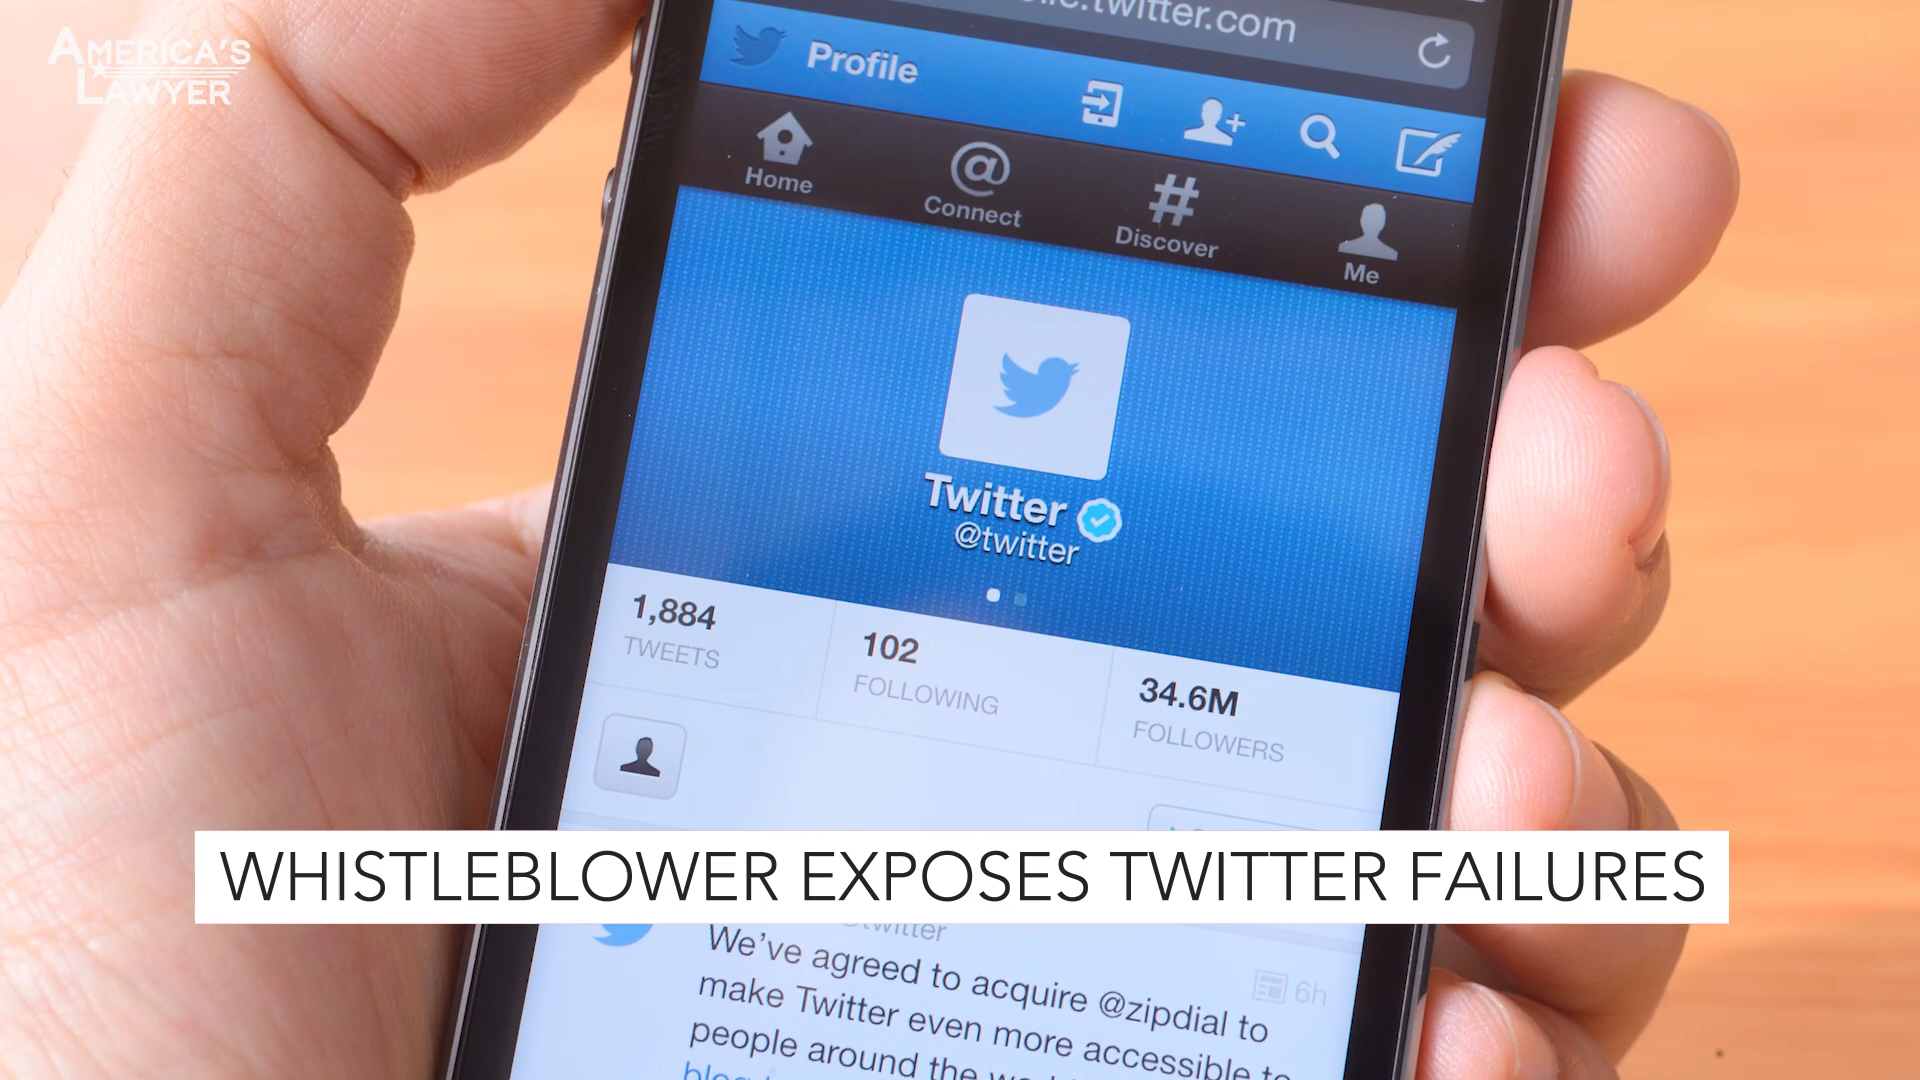 AMERICA'S
LAWYER
.twitter.com
Profile
Home
@
Connect
#
Discover
Me
Twitter
@twitter
1,884
TWEETS
102
FOLLOWING
34.6M
FOLLOWERS
WHISTLEBLOWER EXPOSES TWITTER FAILURES
@twitter
6h
We've agreed to acquire @zipdial to
make Twitter even more accessible to
people around the